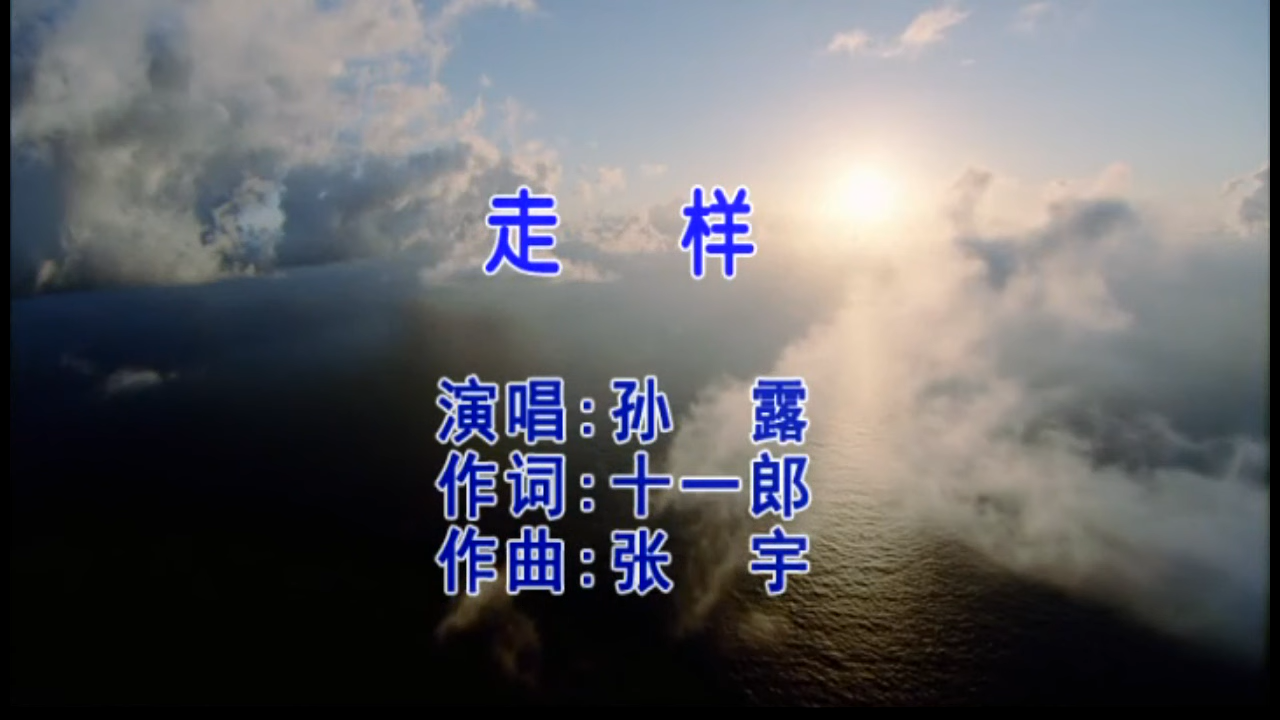 走 样
演唱:孙 露
作词:十一郎
作曲:张 宇